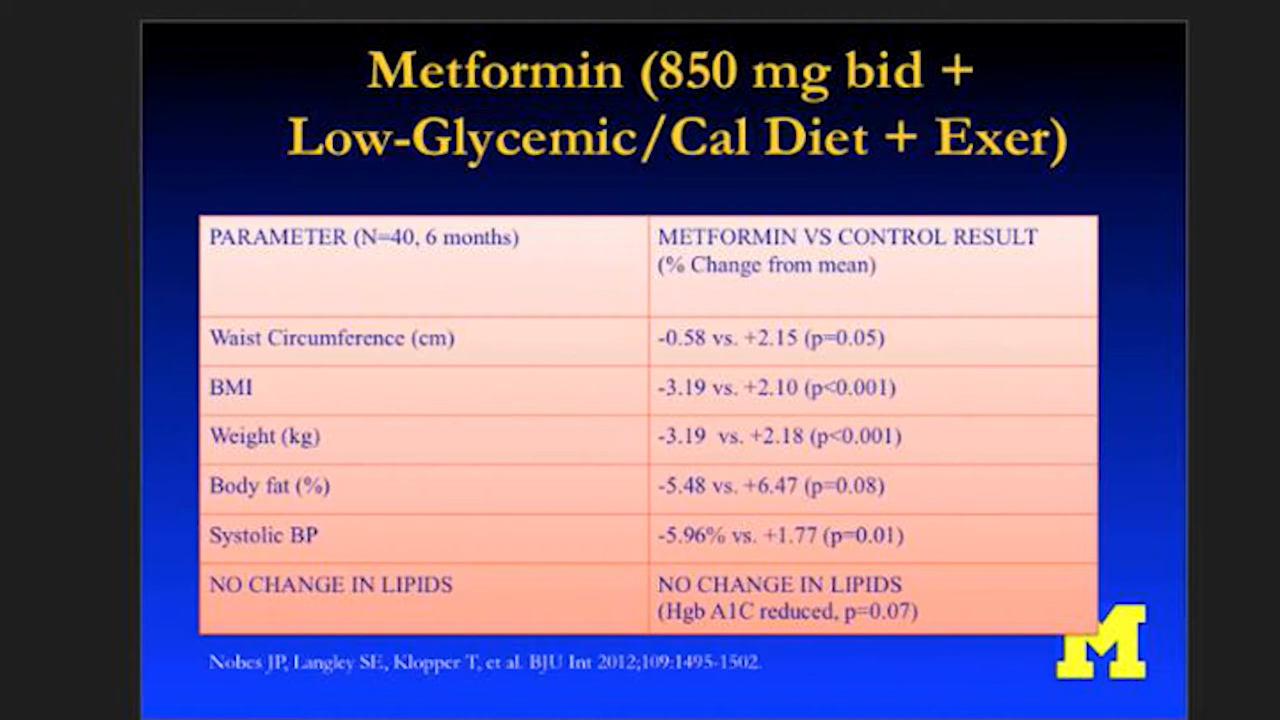 Metformin (850 mg bid +
Low-Glycemic/Cal Diet + Exer)
PARAMETER (N=40, 6 months)
METFORMIN VS CONTROL RESULT
(% Change from mean)
Waist Circumference (cm)
-0.58 vs. +2.15 (p=0.05)
BMI
-3.19 vs. +2.10 (p<0.001)
Weight (kg)
-3.19 vs. +2.18 (p<0.001)
Body fat (%)
-5.48 vs. +6.47 (p=0.08)
Systolic BP
-5.96% vs. +1.77 (p=0.01)
NO CHANGE IN LIPIDS
NO CHANGE IN LIPIDS
(Hgb A1C reduced, p=0.07)
Nobes JP, Langley SE, Klopper T, et al. BJU Int 2012;109:1495-1502.
M